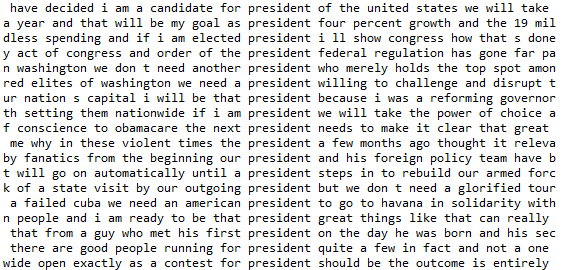 have decided i am a candidate for president of the united states we will take
a year and that will be my goal as president four percent growth and the 19 mil
dless spending and if i am elected president i ll show congress how that s done
y act of congress and order of the president federal regulation has gone far pa
n washington we don t need another president who merely holds the top spot amon
red elites of washington we need a president willing to challenge and disrupt t
ur nation s capital i will be that president because i was a reforming governor
th setting them nationwide if i am president we will take the power of choice a
f conscience to obamacare the next president needs to make it clear that great
me why in these violent times the president a few months ago thought it releva
by fanatics from the beginning our president and his foreign policy team have b
t will go on automatically until a president steps in to rebuild our armed forc
k of a state visit by our outgoing president but we don t need a glorified tour
a failed cuba we need an american president to go to havana in solidarity with
n people and i am ready to be that president great things like that can really
that from a guy who met his first president on the day he was born and his sec
there are good people running for president quite a few in fact and not a one
wide open exactly as a contest for president should be the outcome is entirely